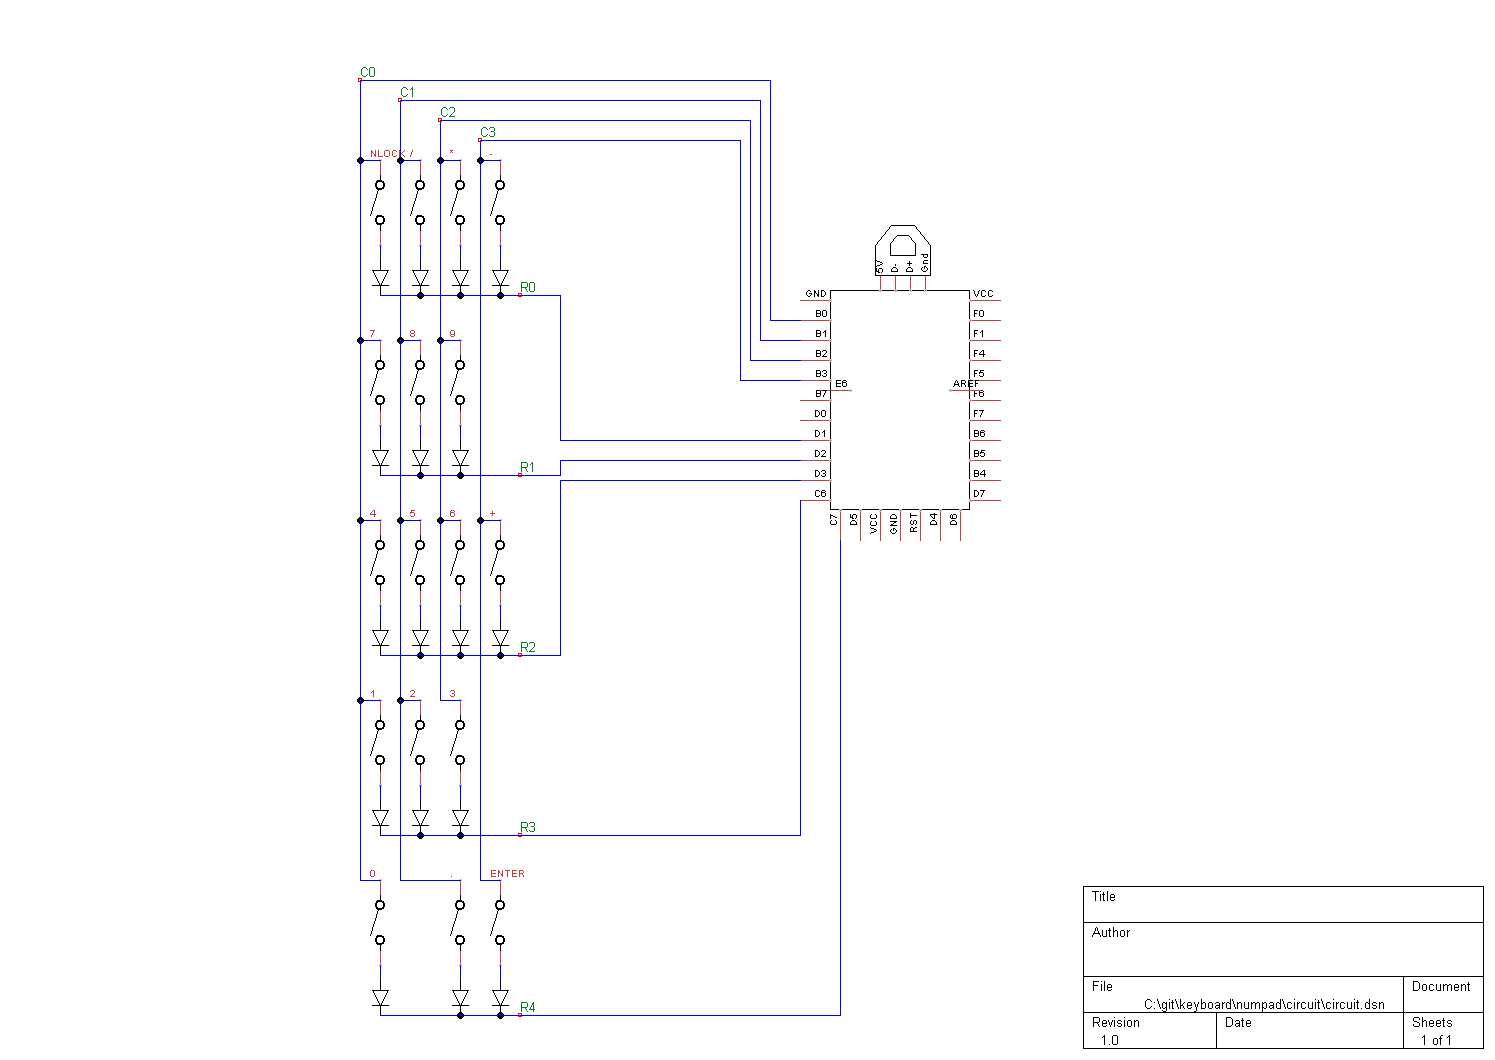 C0
C1
C2
C3
NLOCK / * -
R0
7 8 9
R1
4 5 6 +
R2
1 2 3
R3
0 . ENTER
R4
5V D- D+ Gnd
GND VCC
B0 F0
B1 F1
B2 F4
B3 F5
E6 AREF
B7 F6
D0 F7
D1 B6
D2 B5
D3 B4
C6 D7
C7 D5 VCC GND RST D4 D6
Title
Author
File Document
C:\git\keyboard\numpad\circuit\circuit.dsn
Revision Date Sheets
1.0 1 of 1